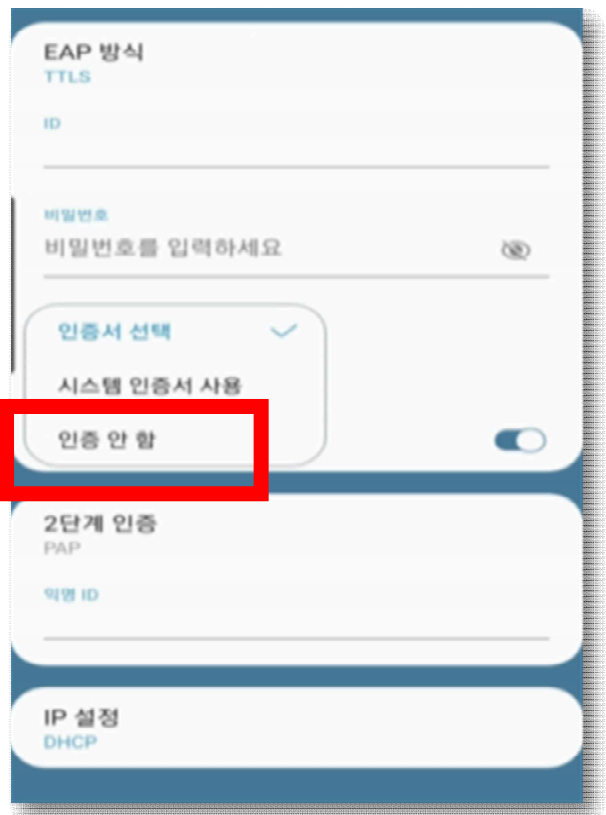 EAP 방식
TTLS
ID
비밀번호
비밀번호를 입력하세요
인증서 선택
시스템 인증서 사용
인증 안 함
2단계 인증
PAP
익명 ID
IP 설정
DHCP